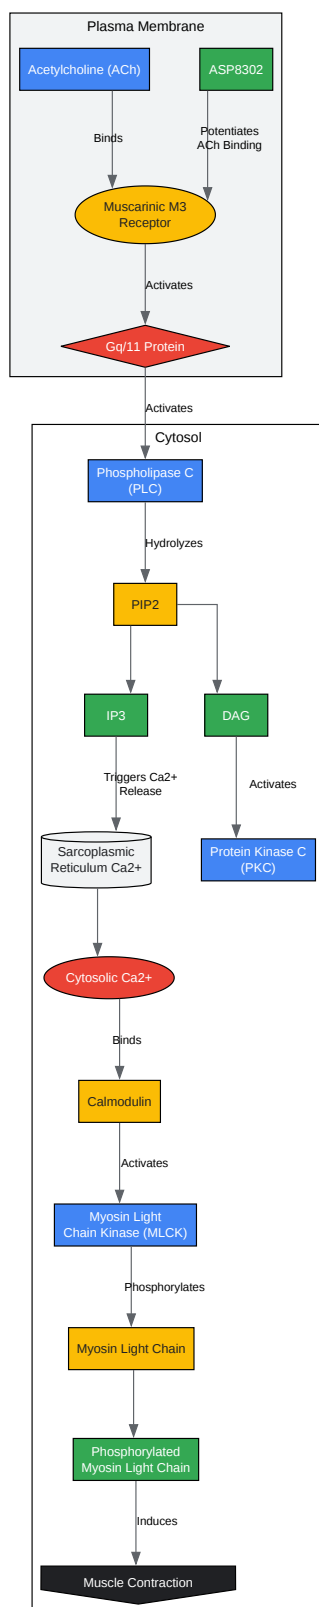 Plasma Membrane
Acetylcholine (ACh)
ASP8302
Binds
Potentiates
ACh Binding
Muscarinic M3
Receptor
Activates
Gq/11 Protein
Activates
Cytosol
Phospholipase C
(PLC)
Hydrolyzes
PIP2
IP3
DAG
Triggers Ca2+
Release
Activates
Sarcoplasmic
Reticulum Ca2+
Protein Kinase C
(PKC)
Cytosolic Ca2+
Binds
Calmodulin
Activates
Myosin Light
Chain Kinase (MLCK)
Phosphorylates
Myosin Light Chain
Phosphorylated
Myosin Light Chain
Induces
Muscle Contraction